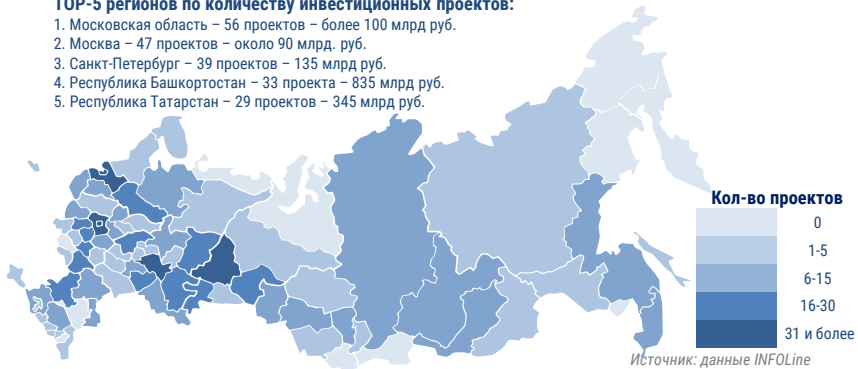 TOP-5 регионов по количеству инвестиционных проектов:
1. Московская область – 56 проектов – более 100 млрд руб.
2. Москва – 47 проектов – около 90 млрд. руб.
3. Санкт-Петербург – 39 проектов – 135 млрд руб.
4. Республика Башкортостан – 33 проекта – 835 млрд руб.
5. Республика Татарстан – 29 проектов – 345 млрд руб.
Кол-во проектов
0
1-5
6-15
16-30
31 и более
Источник: данные INFOLine